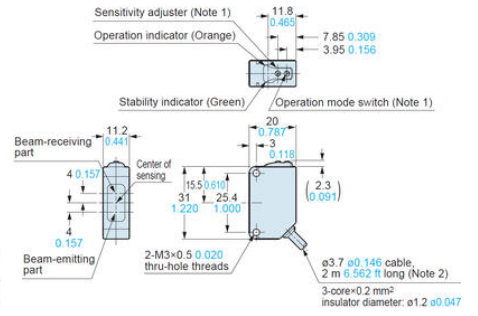 Sensitivity adjuster (Note 1)
11.8
0.465
Operation indicator (Orange)
7.85 0.309
3.95 0.156
Stability indicator (Green)
Operation mode switch (Note 1)
11.2
0.441
20
0.787
3
0.118
Beam-receiving
part
Center of
sensing
4 0.157
15.5 0.610
2.3
(0.091)
31
1.220
25.4
1.000
4
0.157
Beam-emitting
part
2-M3×0.5 0.020
thru-hole threads
ø3.7 ø0.146 cable,
2 m 6.562 ft long (Note 2)
3-core×0.2 mm²
insulator diameter: ø1.2 ø0.047